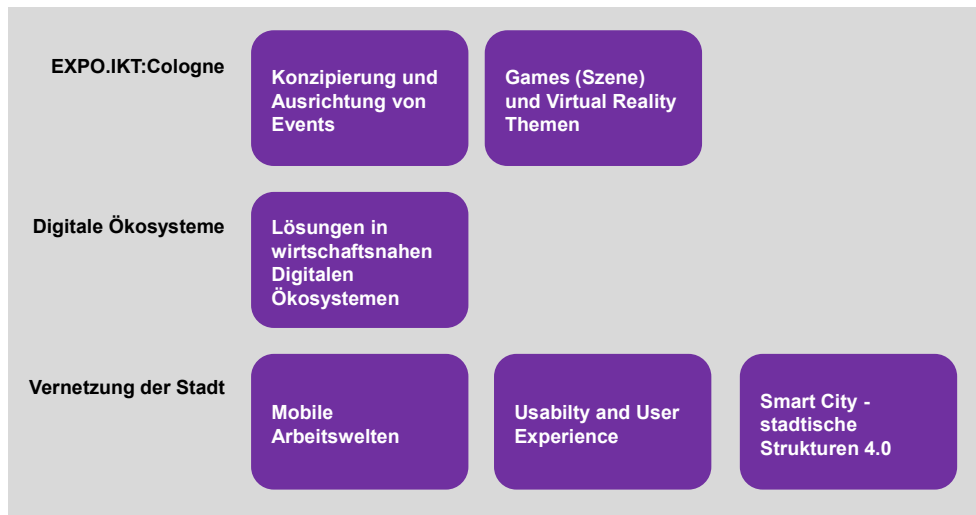 EXPO.IKT:Cologne
Konzipierung und
Ausrichtung von
Events
Games (Szene)
und Virtual Reality
Themen
Digitale Ökosysteme
Lösungen in
wirtschaftsnahen
Digitalen
Ökosystemen
Vernetzung der Stadt
Mobile
Arbeitswelten
Usabilty and User
Experience
Smart City -
stadtische
Strukturen 4.0